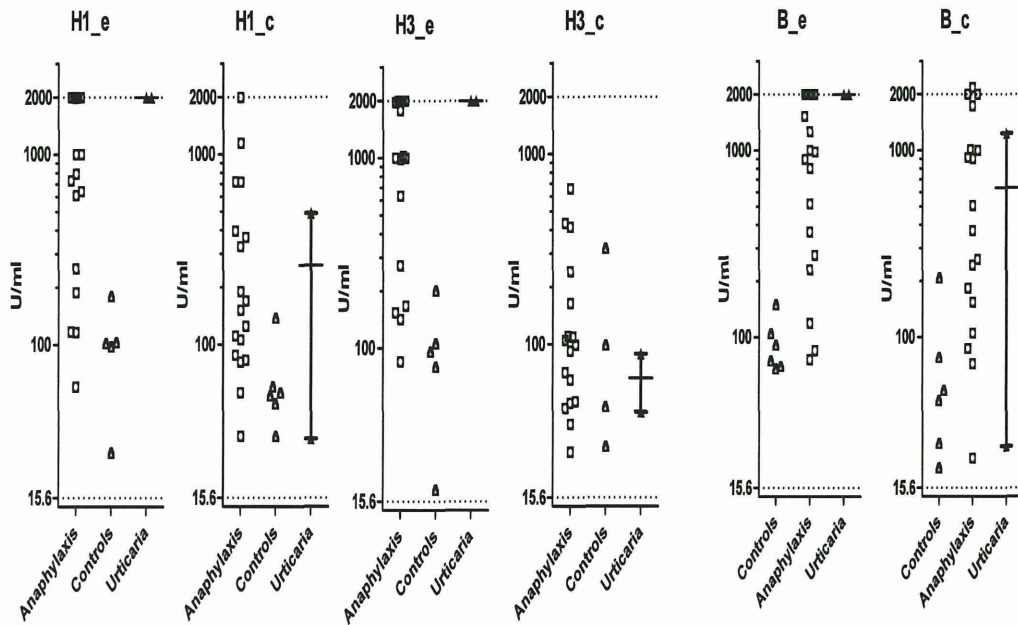 H1_e
H1_c
H3_e
H3_c
B_e
B_c
2000
1000
100
15.6
U/ml
Anaphylaxis
Controls
Urticaria
2000
1000
100
15.6
U/ml
Anaphylaxis
Controls
Urticaria
2000
1000
100
15.6
U/ml
Anaphylaxis
Controls
Urticaria
2000
1000
100
15.6
U/ml
Anaphylaxis
Controls
Urticaria
2000
1000
100
15.6
U/ml
Controls
Anaphylaxis
Urticaria
2000
1000
100
15.6
U/ml
Controls
Anaphylaxis
Urticaria